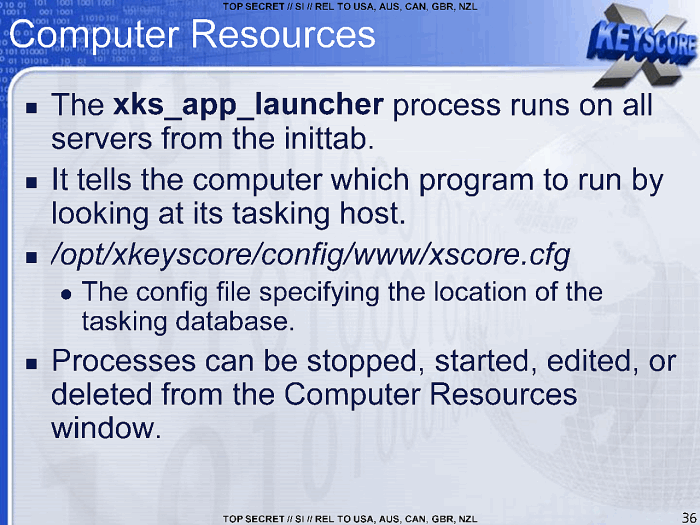 TOP SECRET // SI // REL TO USA, AUS, CAN, GBR, NZL
Computer Resources
KEYSCORE
The xks_app_launcher process runs on all
servers from the inittab.
It tells the computer which program to run by
looking at its tasking host.
/opt/xkeyscore/config/www/xscore.cfg
The config file specifying the location of the
tasking database.
Processes can be stopped, started, edited, or
deleted from the Computer Resources
window.
TOP SECRET // SI // REL TO USA, AUS, CAN, GBR, NZL
36